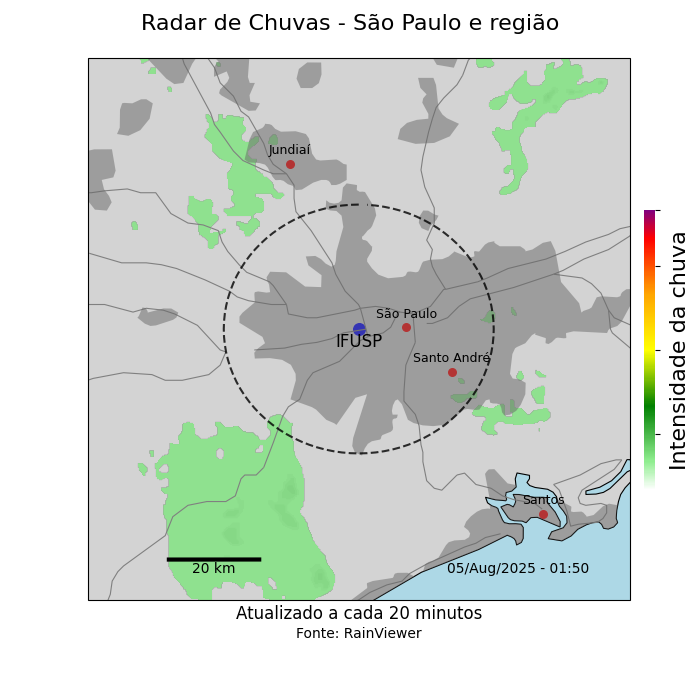 Radar de Chuvas - São Paulo e região
Jundiaí
São Paulo
IFUSP
Santo André
Santos
20 km
05/Aug/2025 - 01:50
Intensidade da chuva
Atualizado a cada 20 minutos
Fonte: RainViewer